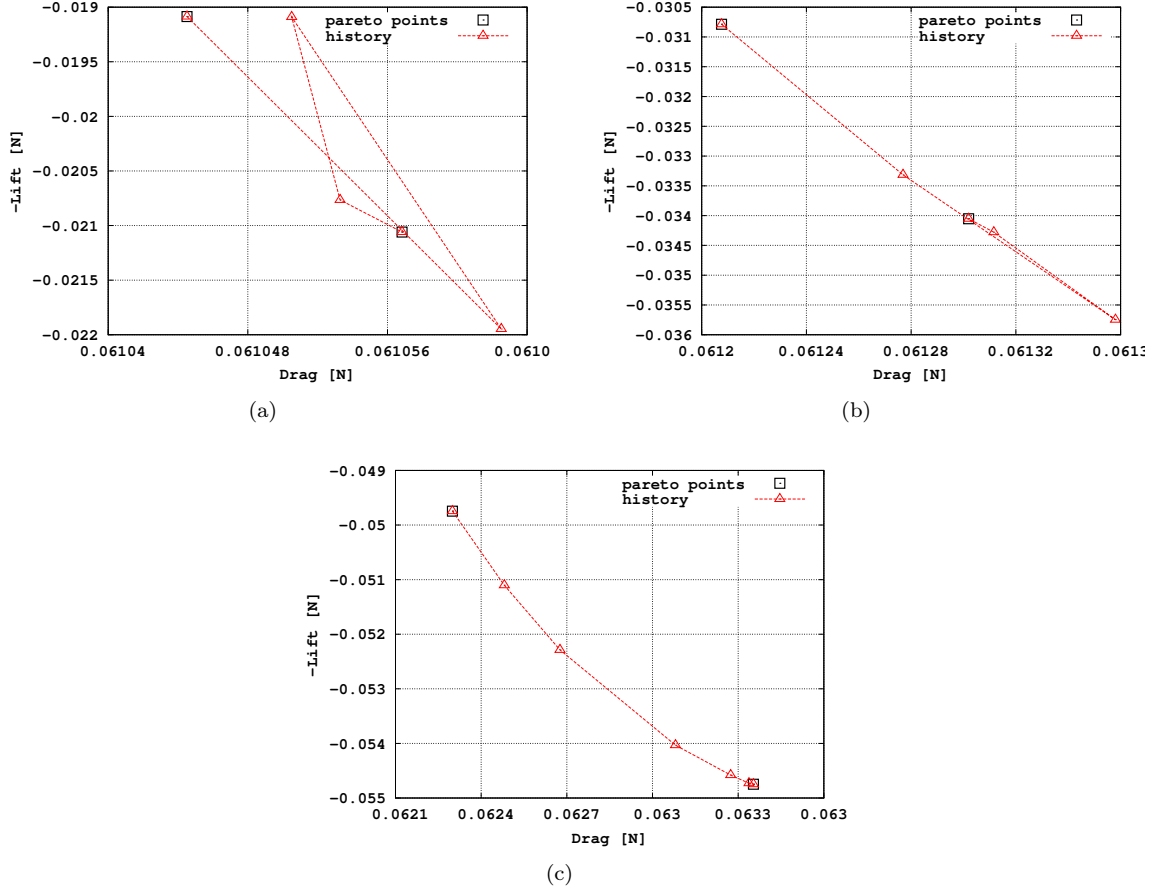 pareto points
history
-Lift [N]
−0.019
−0.0195
−0.02
−0.0205
−0.021
−0.0215
−0.022
0.06104
0.061048
0.061056
0.0610
Drag [N]
(a)
pareto points
history
-Lift [N]
−0.0305
−0.031
−0.0315
−0.032
−0.0325
−0.033
−0.0335
−0.034
−0.0345
−0.035
−0.0355
−0.036
0.0612
0.06124
0.06128
0.06132
0.0613
Drag [N]
(b)
pareto points
history
-Lift [N]
−0.049
−0.05
−0.051
−0.052
−0.053
−0.054
−0.055
0.0621
0.0624
0.0627
0.063
0.0633
0.063
Drag [N]
(c)